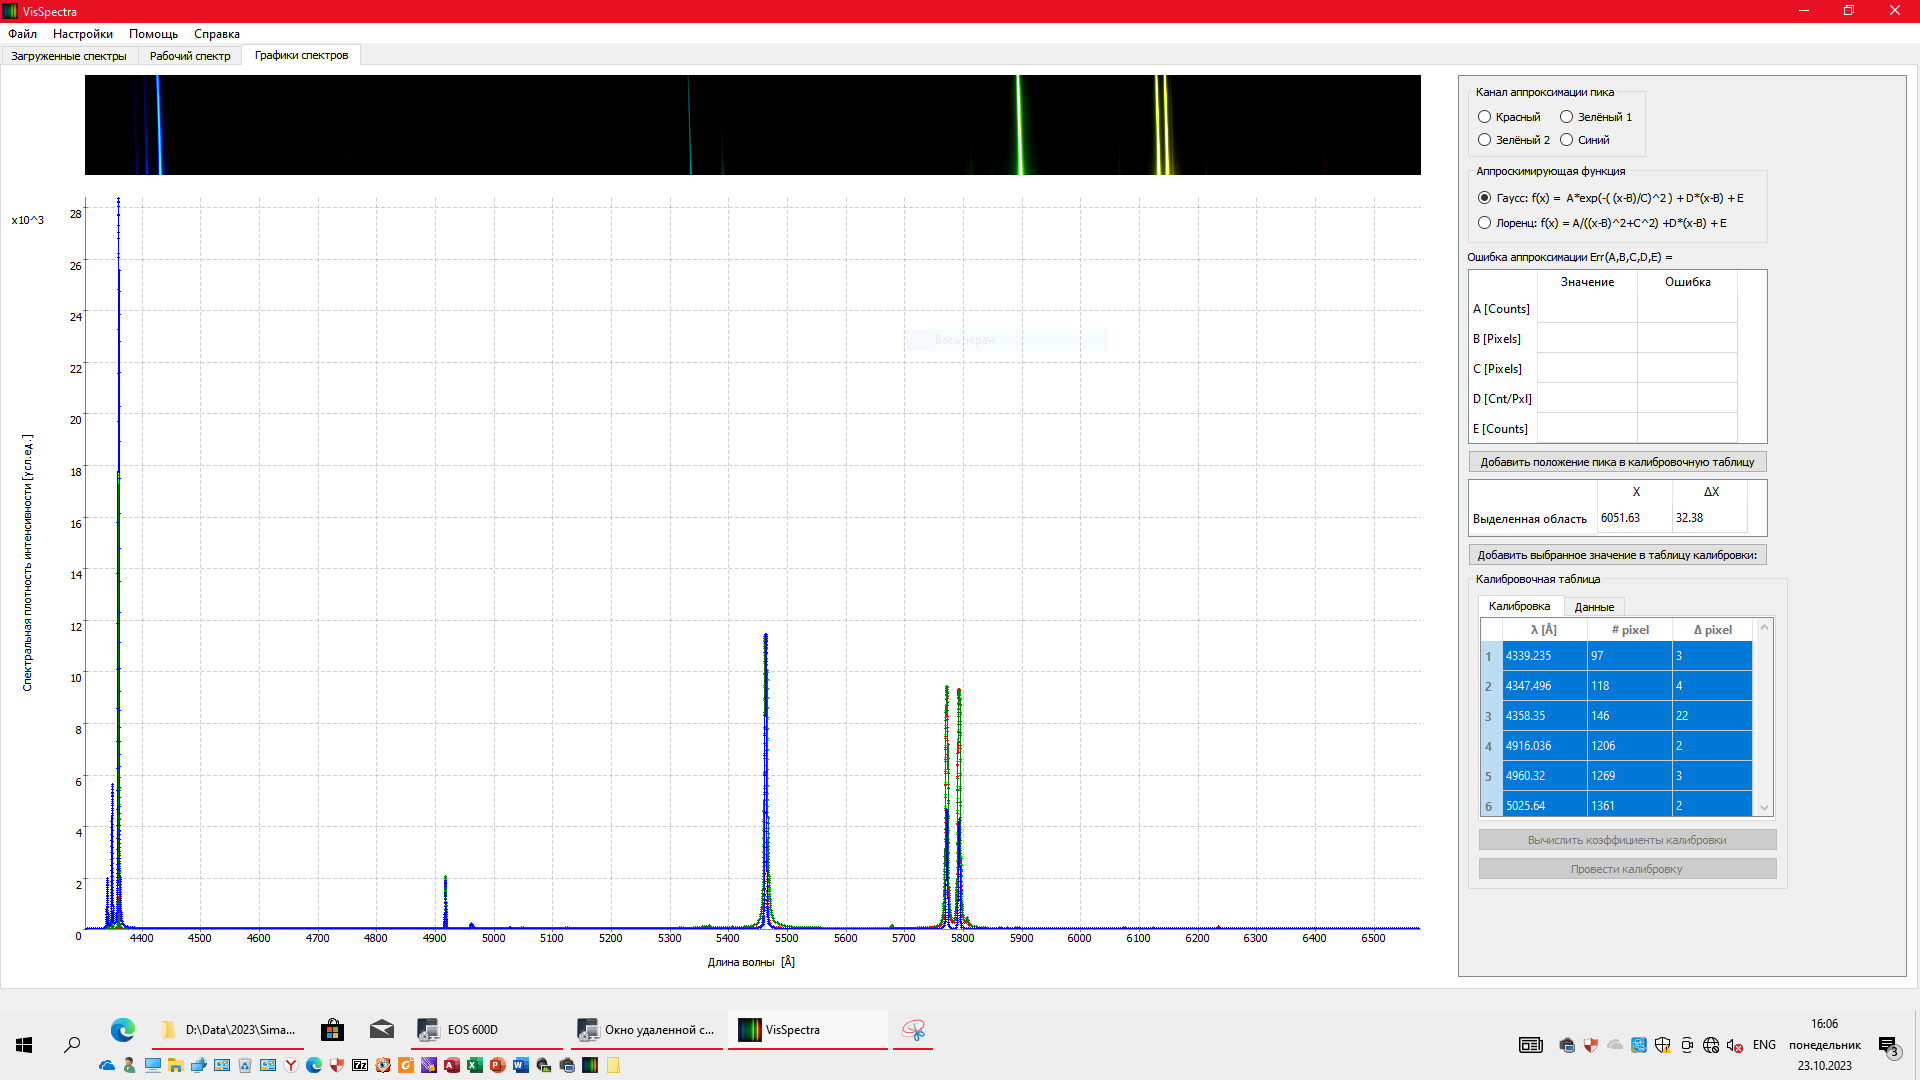 VisSpectra
Файл Настройки Помощь Справка
Загруженные спектры Рабочий спектр Графики спектров
x10^3
28
26
24
22
20
18
16
14
12
10
8
6
4
2
0
Спектральная плотность интенсивности [усл.ед.]
4400 4500 4600 4700 4800 4900 5000 5100 5200 5300 5400 5500 5600 5700 5800 5900 6000 6100 6200 6300 6400 6500
Длина волны [Å]
Весь экран
Канал аппроксимации пика
Красный Зелёный 1
Зелёный 2 Синий
Аппроскимирующая функция
Гаусс: f(x) = A*exp(-( (x-B)/C)^2 ) + D*(x-B) + E
Лоренц: f(x) = A/((x-B)^2+C^2) +D*(x-B) + E
Ошибка аппроксимации Err(A,B,C,D,E) =
Значение Ошибка
A [Counts]
B [Pixels]
C [Pixels]
D [Cnt/Pxl]
E [Counts]
Добавить положение пика в калибровочную таблицу
X ΔX
Выделенная область 6051.63 32.38
Добавить выбранное значение в таблицу калибровки:
Калибровочная таблица
Калибровка Данные
λ [Å] # pixel Δ pixel
1 4339.235 97 3
2 4347.496 118 4
3 4358.35 146 22
4 4916.036 1206 2
5 4960.32 1269 3
6 5025.64 1361 2
Вычислить коэффициенты калибровки
Провести калибровку
D:\Data\2023\Sima... EOS 600D Окно удаленной с... VisSpectra
ENG
16:06
понедельник
23.10.2023
3